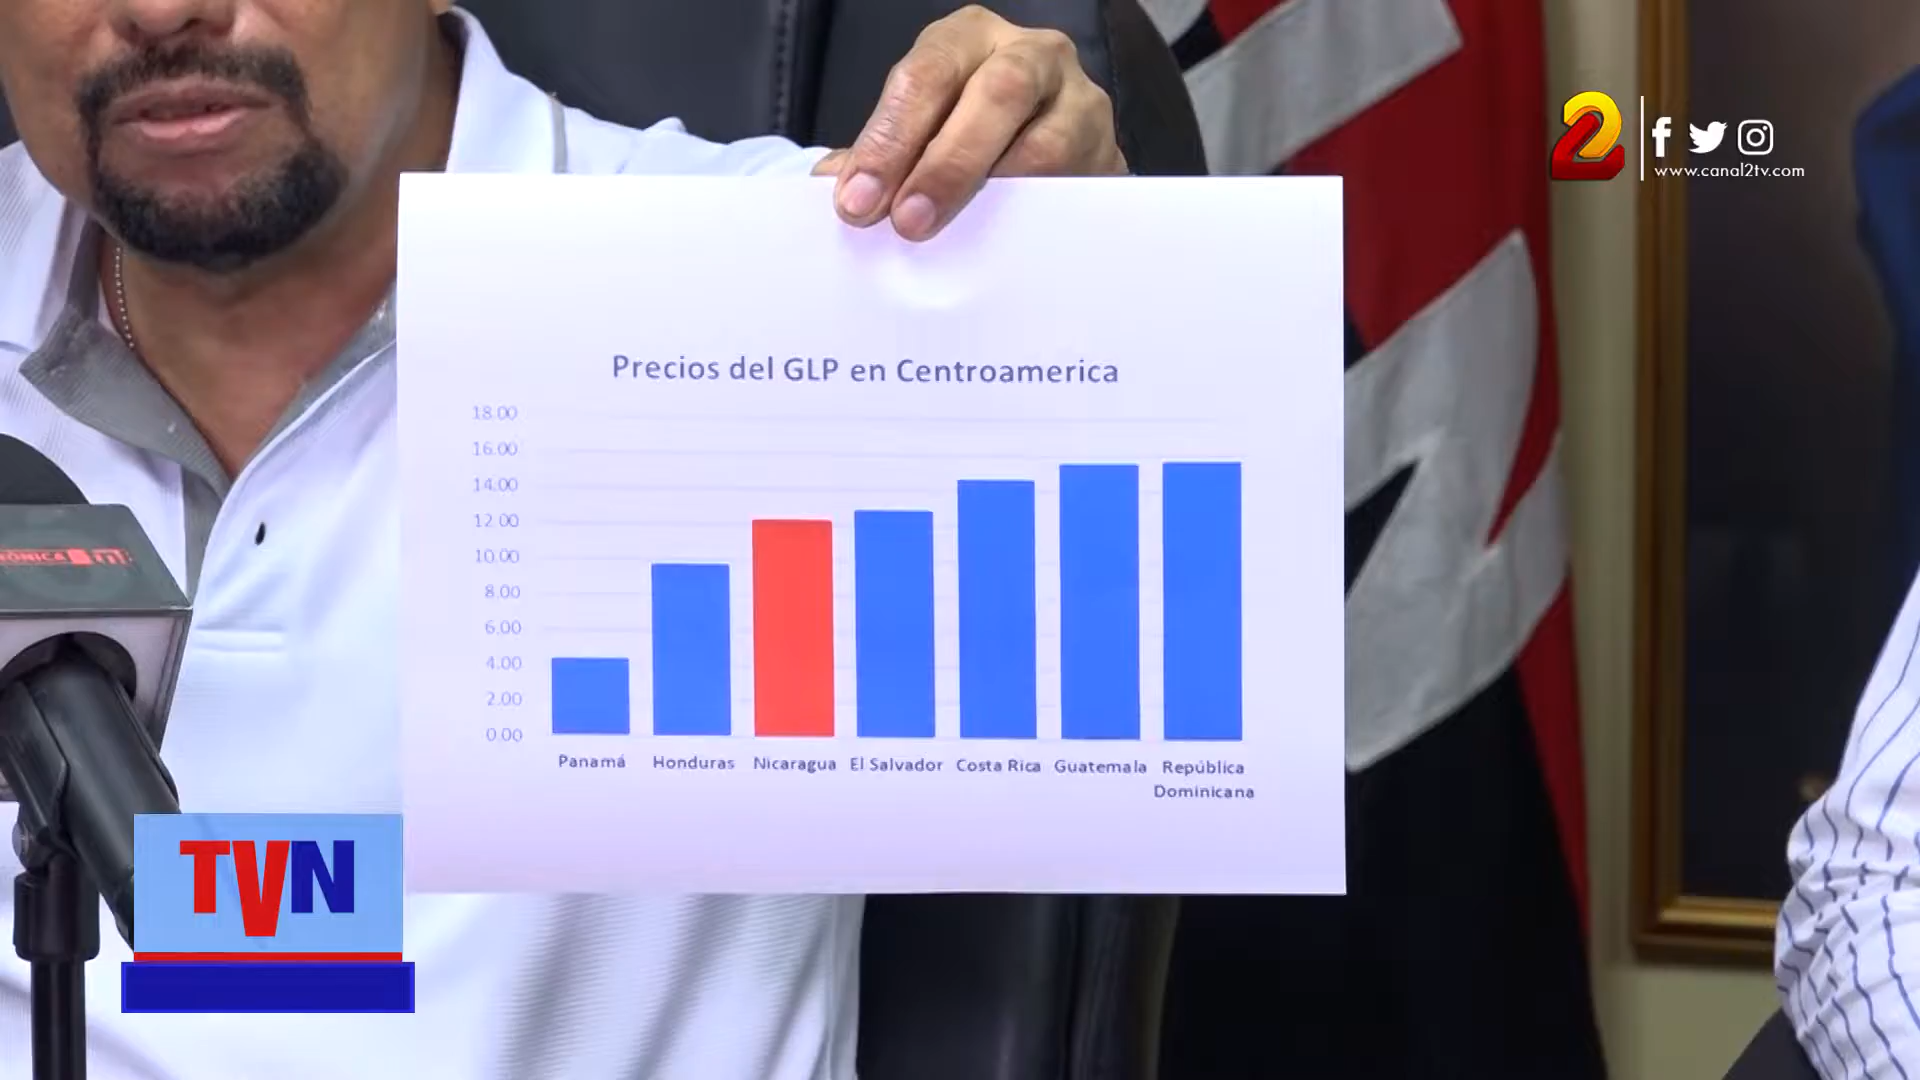 2
www.canal2tv.com
Precios del GLP en Centroamerica
18.00
16.00
14.00
12.00
10.00
8.00
6.00
4.00
2.00
0.00
Panamá Honduras Nicaragua El Salvador Costa Rica Guatemala República
Dominicana
TVN